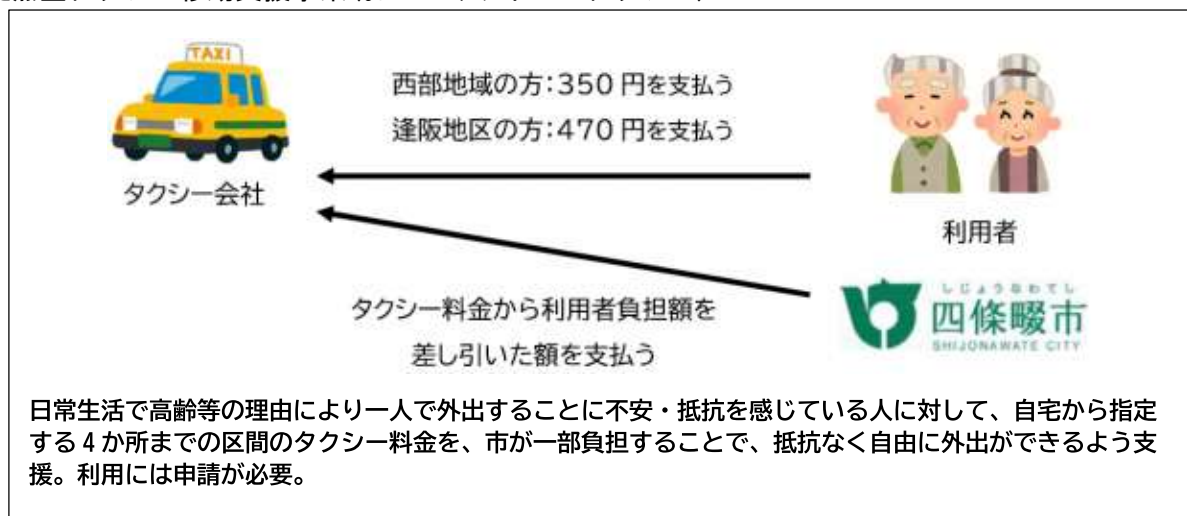 TAXI
西部地域の方：350 円を支払う
逢阪地区の方：470 円を支払う
タクシー会社
利用者
しじょうなわてし
四條畷市
SHIJONAWATE CITY
タクシー料金から利用者負担額を
差し引いた額を支払う
日常生活で高齢等の理由により一人で外出することに不安・抵抗を感じている人に対して、自宅から指定
する 4 か所までの区間のタクシー料金を、市が一部負担することで、抵抗なく自由に外出ができるよう支
援。利用には申請が必要。